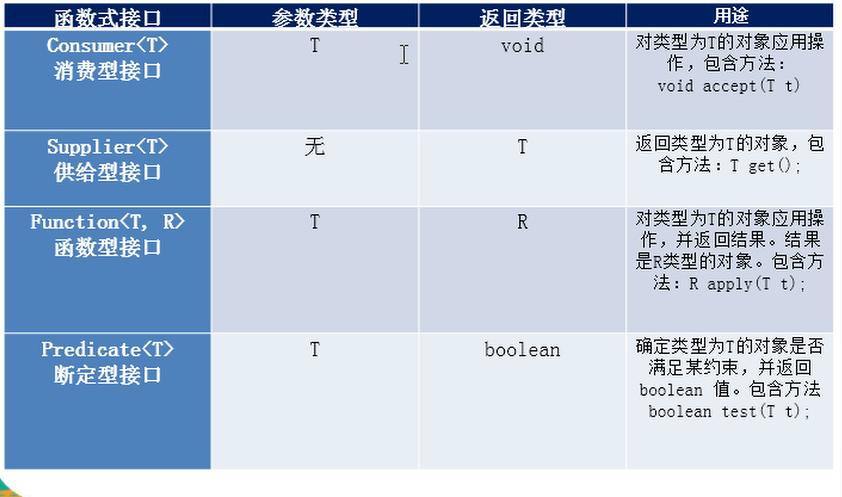 函数式接口 参数类型 返回类型 用途
Consumer<T>
消费型接口
T
void
对类型为T的对象应用操
作，包含方法：
void accept(T t)
Supplier<T>
供给型接口
无
T
返回类型为T的对象，包
含方法：T get();
Function<T, R>
函数型接口
T
R
对类型为T的对象应用操
作，并返回结果。结果
是R类型的对象。包含方
法：R apply(T t);
Predicate<T>
断定型接口
T
boolean
确定类型为T的对象是否
满足某约束，并返回
boolean 值。包含方法
boolean test(T t);